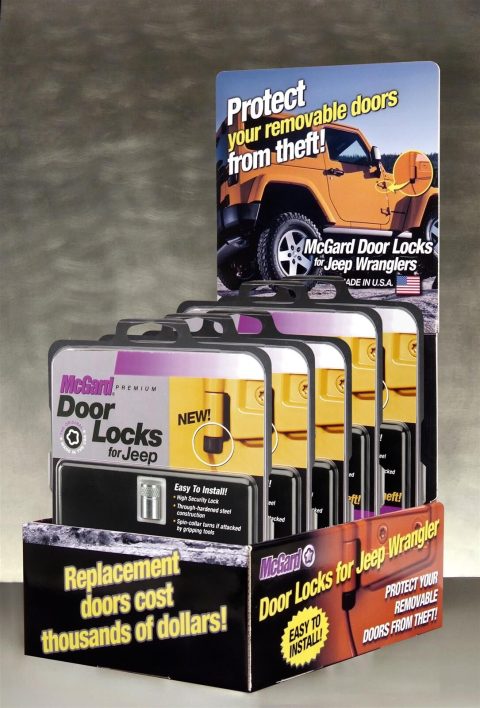 Protect
your removable doors
from theft!
McGard Door Locks
for Jeep Wranglers
MADE IN U.S.A.
McGard PREMIUM
Door
Locks
for Jeep
NEW!
Easy To Install!
• High Security Lock
• Through-hardened steel
construction
• Spin-collar turns if attacked
by gripping tools
Replacement
doors cost
thousands of dollars!
McGard
Door Locks for Jeep Wrangler
EASY TO
INSTALL!
PROTECT YOUR
REMOVABLE
DOORS FROM THEFT!